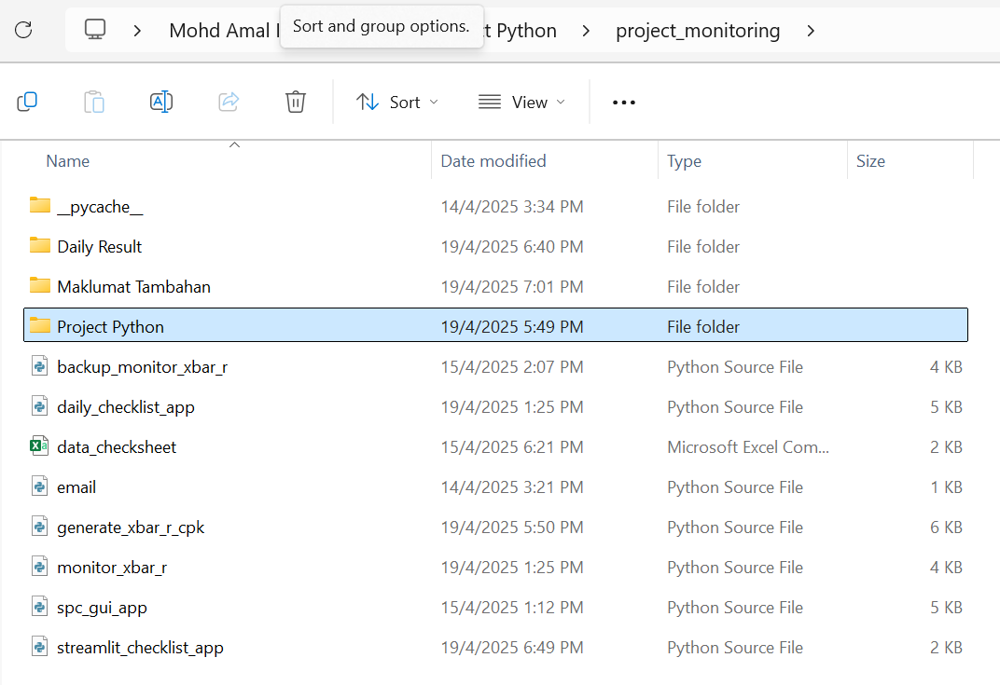 Mohd Amal
Sort and group options.
t Python
project_monitoring
Sort
View
Name Date modified Type Size
__pycache__ 14/4/2025 3:34 PM File folder
Daily Result 19/4/2025 6:40 PM File folder
Maklumat Tambahan 19/4/2025 7:01 PM File folder
Project Python 19/4/2025 5:49 PM File folder
backup_monitor_xbar_r 15/4/2025 2:07 PM Python Source File 4 KB
daily_checklist_app 19/4/2025 1:25 PM Python Source File 5 KB
data_checksheet 15/4/2025 6:21 PM Microsoft Excel Com... 2 KB
email 14/4/2025 3:21 PM Python Source File 1 KB
generate_xbar_r_cpk 19/4/2025 5:50 PM Python Source File 6 KB
monitor_xbar_r 19/4/2025 1:25 PM Python Source File 4 KB
spc_gui_app 15/4/2025 1:12 PM Python Source File 5 KB
streamlit_checklist_app 19/4/2025 6:49 PM Python Source File 2 KB